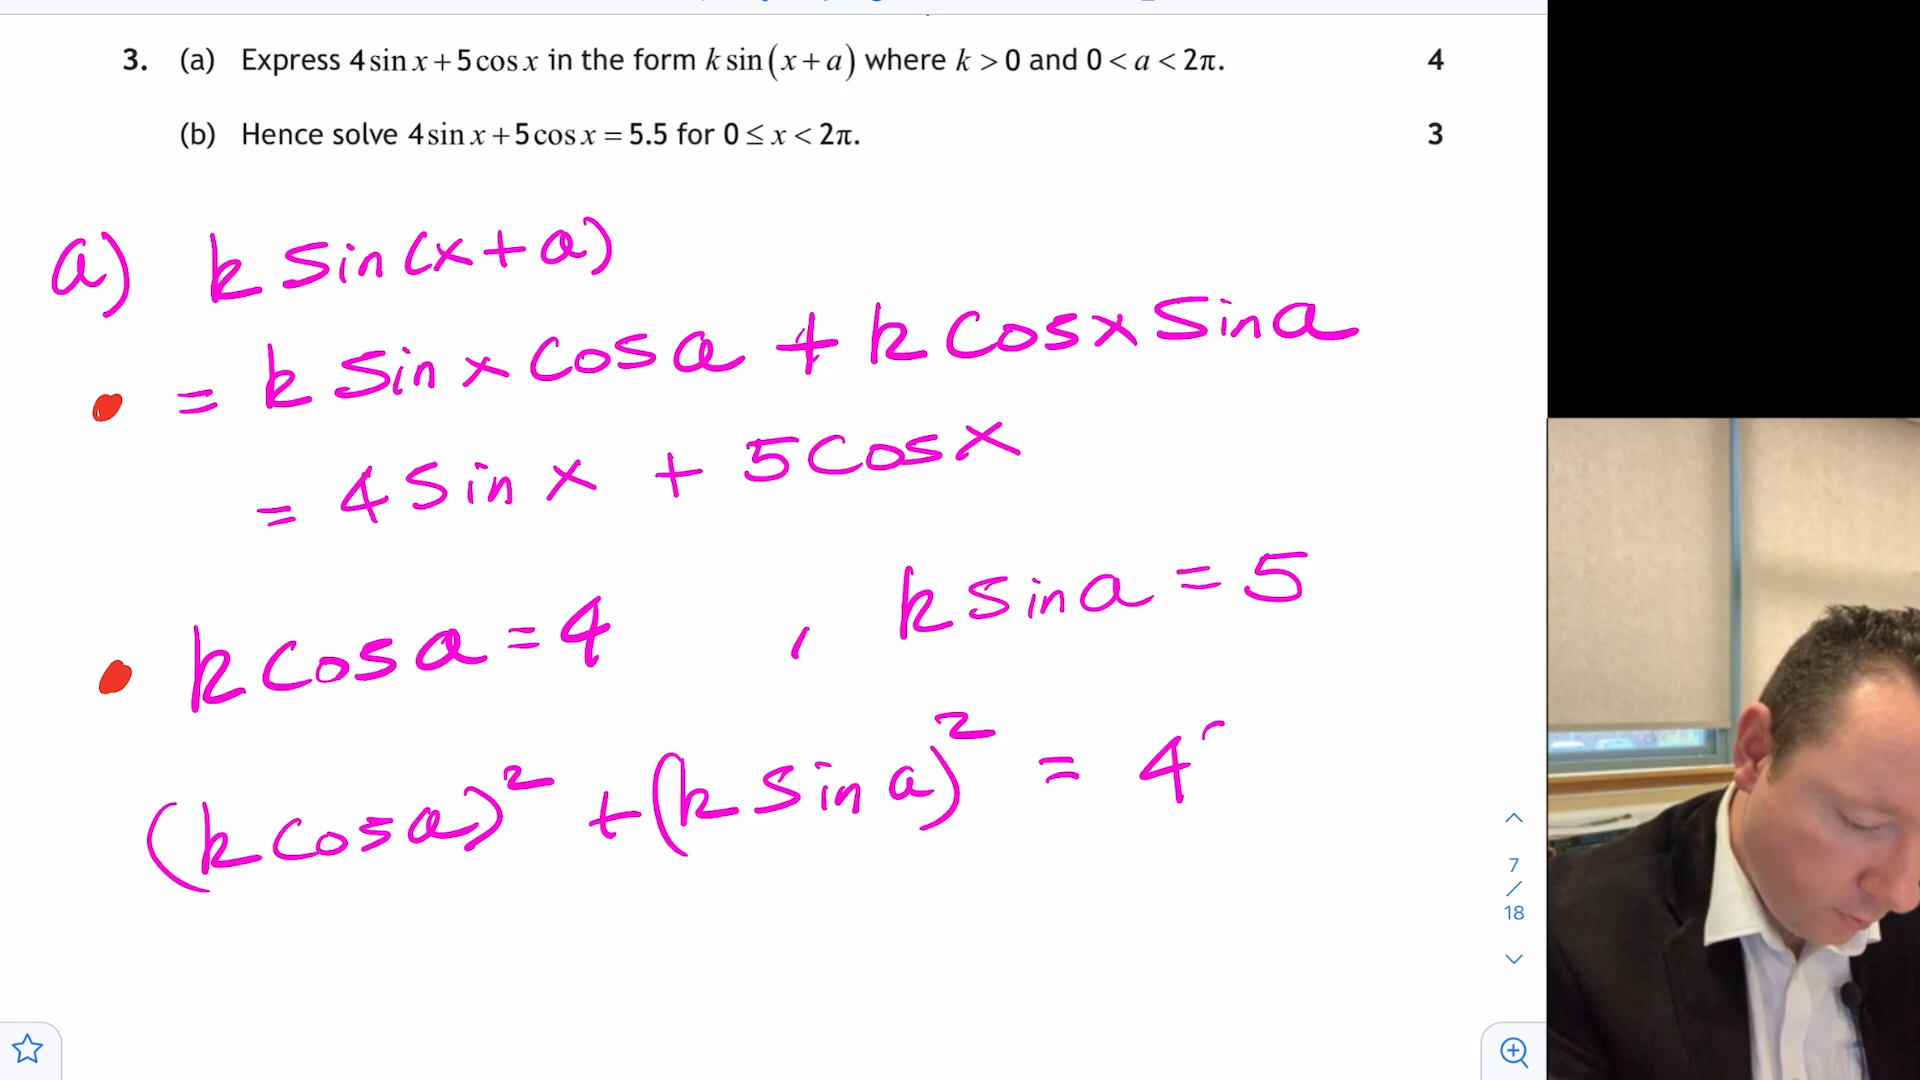 3. (a) Express 4 sin x + 5 cos x in the form k sin(x + a) where k > 0 and 0 < a < 2π. 4
(b) Hence solve 4 sin x + 5 cos x = 5.5 for 0 ≤ x < 2π. 3
a) k sin(x+a)
= k sin x cos a + k cos x sin a
= 4 sin x + 5 cos x
k cos a = 4 , k sin a = 5
(k cos a)² + (k sin a)² = 4
7
/
18